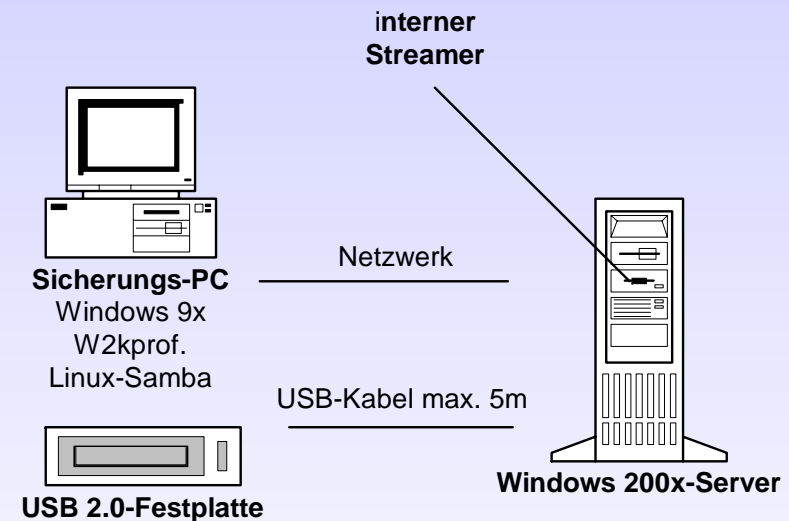 interner
Streamer
Netzwerk
Sicherungs-PC
Windows 9x
W2kprof.
Linux-Samba
USB-Kabel max. 5m
Windows 200x-Server
USB 2.0-Festplatte